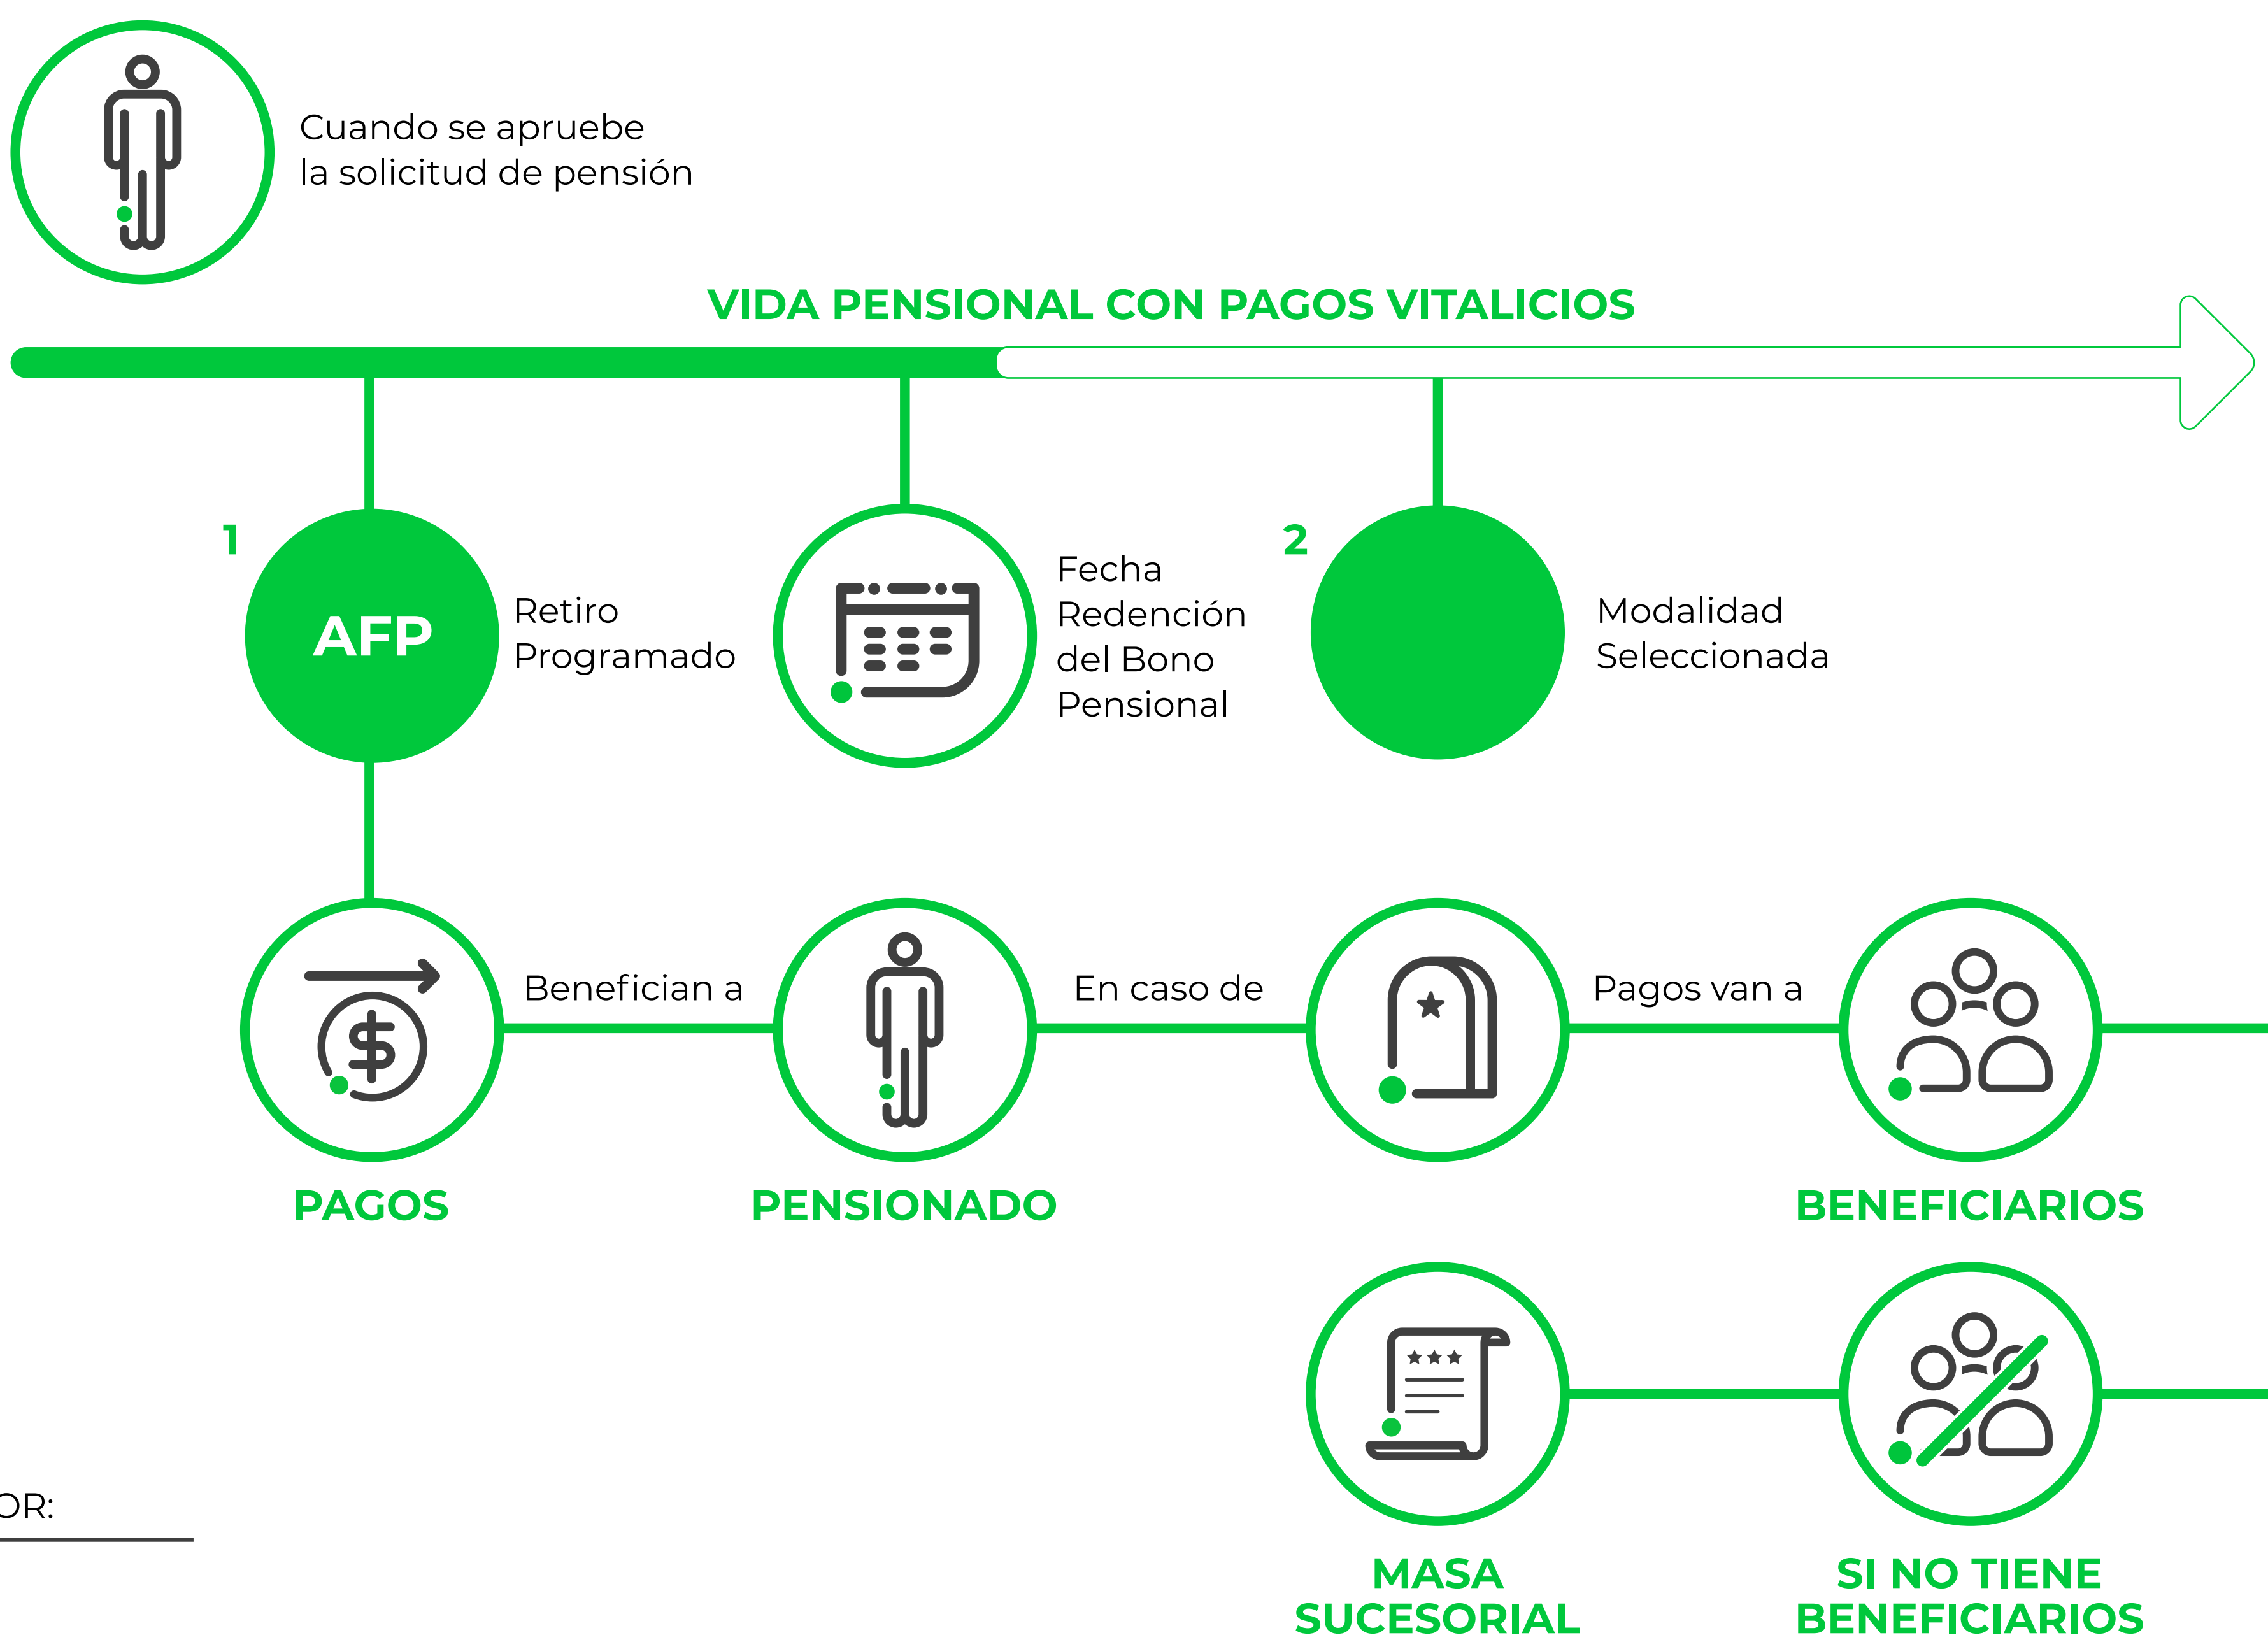 Cuando se apruebe
la solicitud de pensión
VIDA PENSIONAL CON PAGOS VITALICIOS
1
AFP
Retiro
Programado
Fecha
Redención
del Bono
Pensional
2
Modalidad
Seleccionada
Benefician a
En caso de
Pagos van a
PAGOS
PENSIONADO
BENEFICIARIOS
OR:
MASA
SUCESORIAL
SI NO TIENE
BENEFICIARIOS